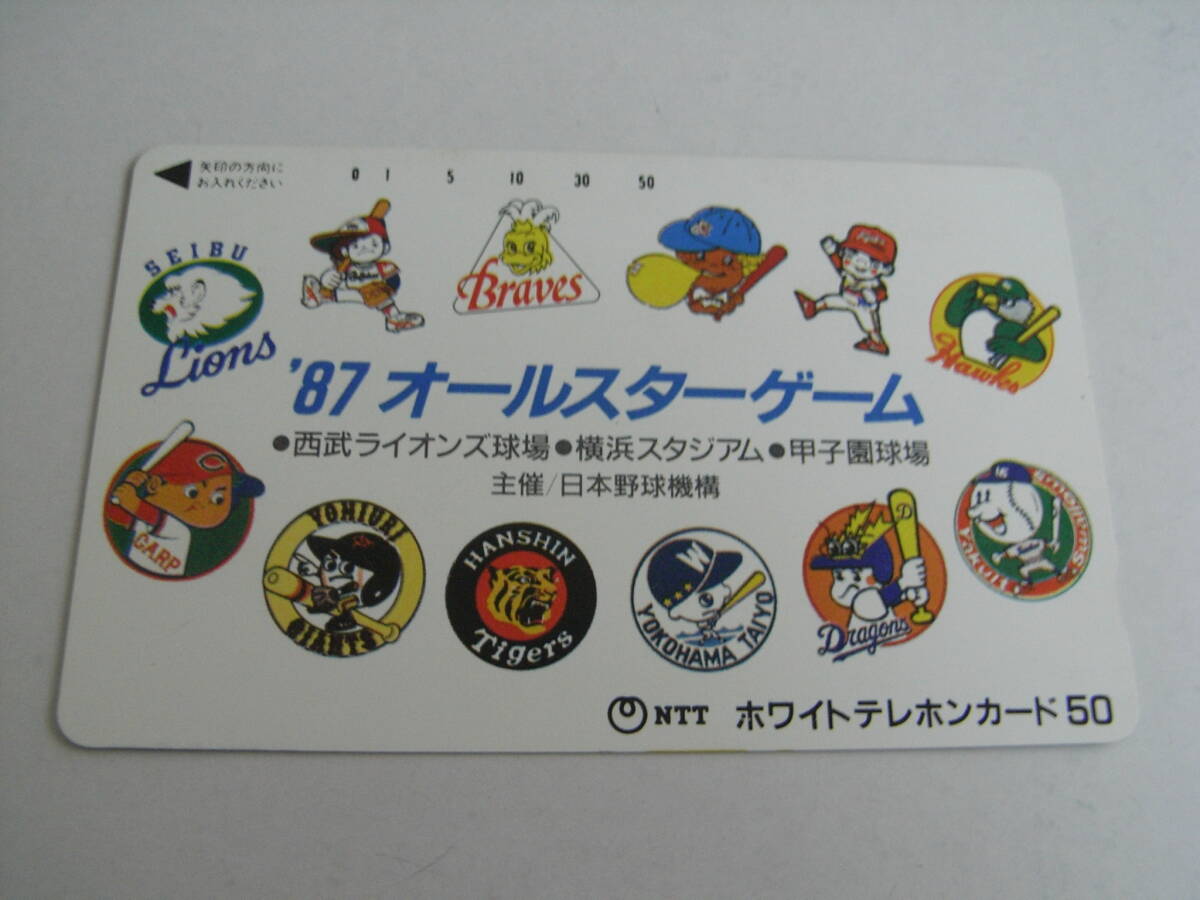 矢印の方向に
お入れください
0 1 5 10 30 50
SEIBU
Lions
Braves
Hawks
'87 オールスターゲーム
●西武ライオンズ球場●横浜スタジアム●甲子園球場
主催/日本野球機構
C
CARP
YOMIURI
GIANTS
HANSHIN
Tigers
W
YOKOHAMA TAIYO
D
Dragons
Swallows
Yakult
NTT ホワイトテレホンカード50